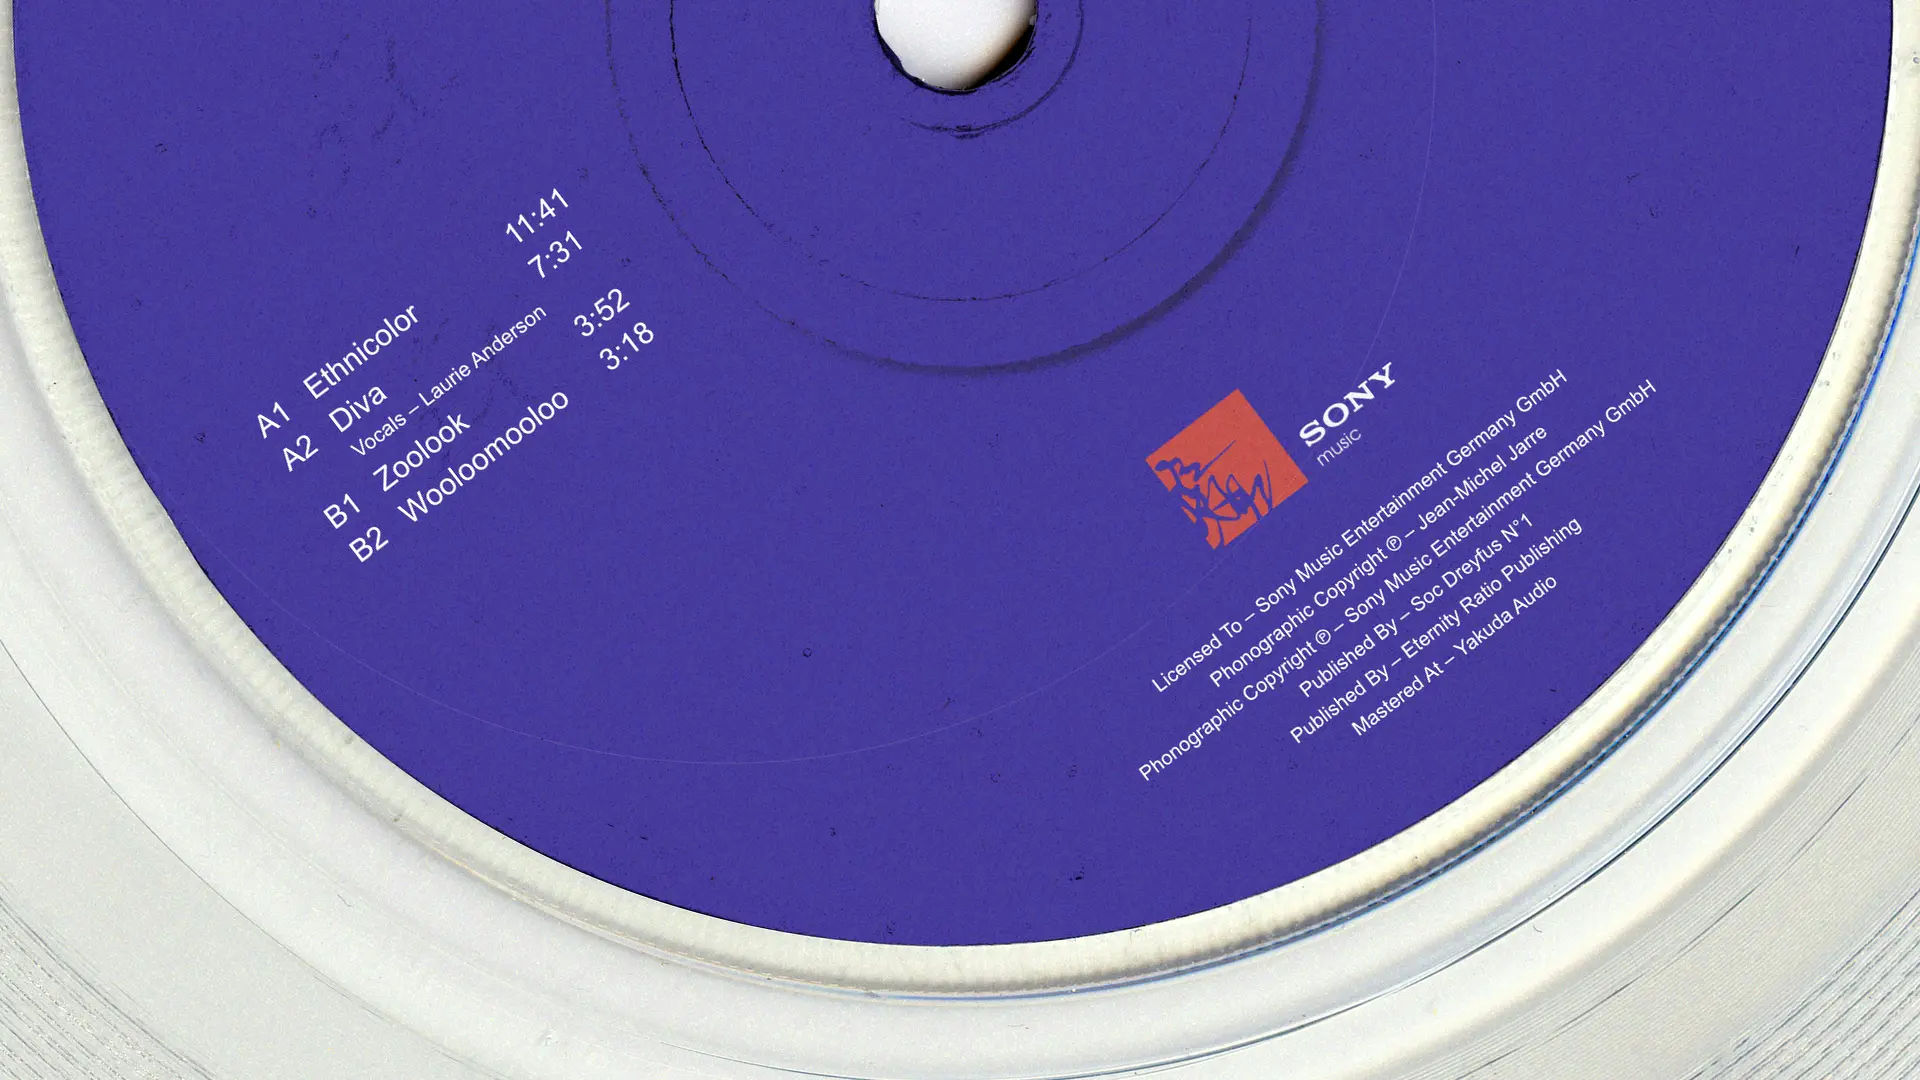 A1 Ethnicolor 11:41
A2 Diva 7:31
Vocals – Laurie Anderson
B1 Zoolook 3:52
B2 Wooloomooloo 3:18
SONY
music
Licensed To – Sony Music Entertainment Germany GmbH
Phonographic Copyright ℗ – Jean-Michel Jarre
Phonographic Copyright ℗ – Sony Music Entertainment Germany GmbH
Published By – Soc Dreyfus N°1
Published By – Eternity Ratio Publishing
Mastered At – Yakuda Audio